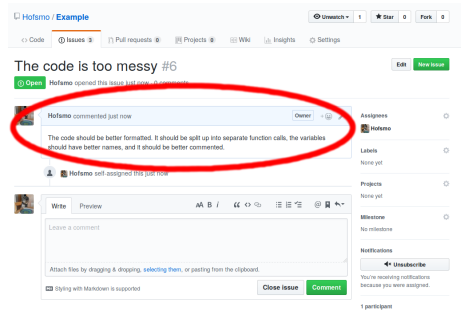 Hofsmo / Example
Unwatch 1 Star 0 Fork 0
Code Issues 3 Pull requests 0 Projects 0 Wiki Insights Settings
The code is too messy #6
Edit New issue
Open Hofsmo opened this issue just now · 0 comments
Hofsmo commented just now Owner
The code should be better formatted. It should be split up into separate function calls, the variables
should have better names, and it should be better commented.
Hofsmo self-assigned this just now
Write Preview
AA B i
Leave a comment
Attach files by dragging & dropping, selecting them, or pasting from the clipboard.
Styling with Markdown is supported
Close issue Comment
Assignees
Hofsmo
Labels
None yet
Projects
None yet
Milestone
No milestone
Notifications
Unsubscribe
You're receiving notifications
because you were assigned.
1 participant